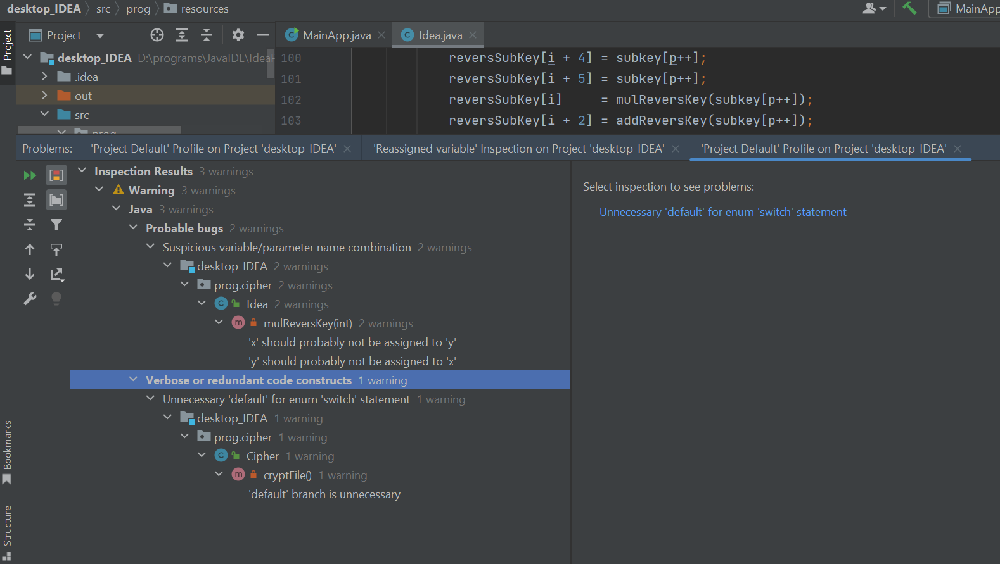 desktop_IDEA src prog resources
MainApp
Project
Project
MainApp.java Idea.java
desktop_IDEA D:\programs\JavaIDE\IdeaP
.idea
out
src
prog
100 reversSubKey[i + 4] = subkey[p++];
101 reversSubKey[i + 5] = subkey[p++];
102 reversSubKey[i] = mulReversKey(subkey[p++]);
103 reversSubKey[i + 2] = addReversKey(subkey[p++]);
Problems: 'Project Default' Profile on Project 'desktop_IDEA' 'Reassigned variable' Inspection on Project 'desktop_IDEA' 'Project Default' Profile on Project 'desktop_IDEA'
Inspection Results 3 warnings
Warning 3 warnings
Java 3 warnings
Probable bugs 2 warnings
Suspicious variable/parameter name combination 2 warnings
desktop_IDEA 2 warnings
prog.cipher 2 warnings
Idea 2 warnings
mulReversKey(int) 2 warnings
'x' should probably not be assigned to 'y'
'y' should probably not be assigned to 'x'
Verbose or redundant code constructs 1 warning
Unnecessary 'default' for enum 'switch' statement 1 warning
desktop_IDEA 1 warning
prog.cipher 1 warning
Cipher 1 warning
cryptFile() 1 warning
'default' branch is unnecessary
Select inspection to see problems:
Unnecessary 'default' for enum 'switch' statement
Bookmarks
Structure